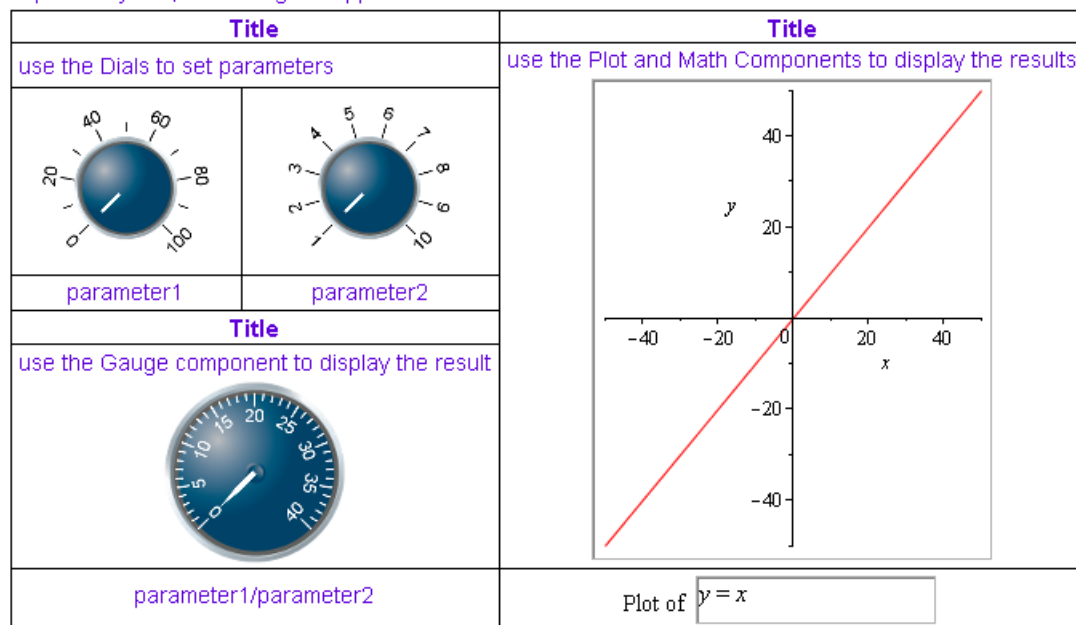 Title
use the Dials to set parameters
0 20 40 60 80 100
1 2 3 4 5 6 7 8 9 10
parameter1 parameter2
Title
use the Gauge component to display the result
0 5 10 15 20 25 30 35 40
parameter1/parameter2
Title
use the Plot and Math Components to display the results
40
y
20
−40 −20 0 20 40
x
−20
−40
Plot of y = x